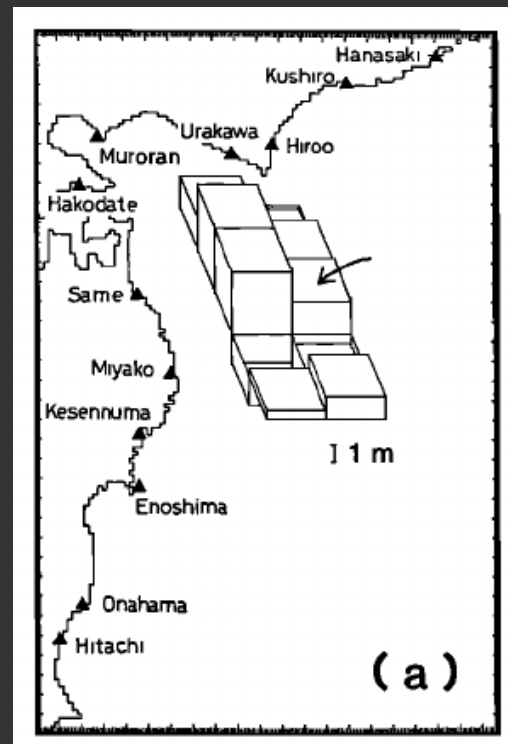 Hanasaki
Kushiro
Urakawa
Hiroo
Muroran
Hakodate
Same
Miyako
Kesennuma
1 m
Enoshima
Onahama
Hitachi
(a)